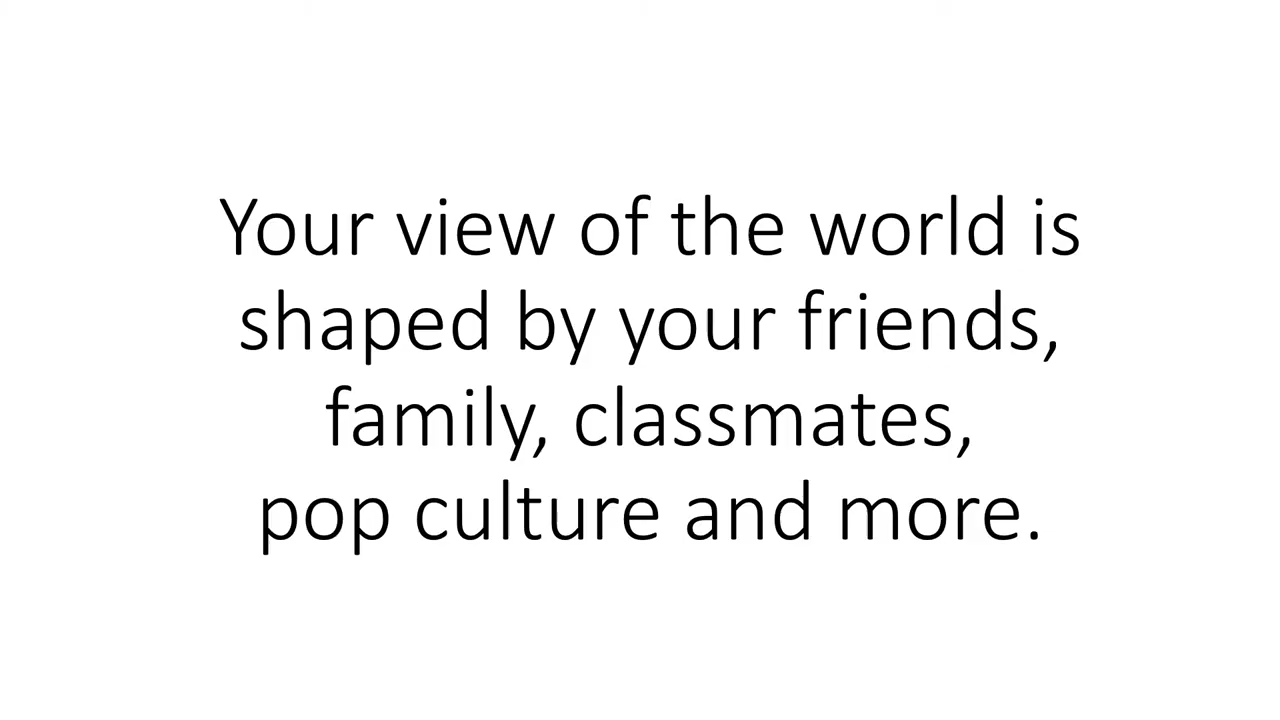 Your view of the world is
shaped by your friends,
family, classmates,
pop culture and more.